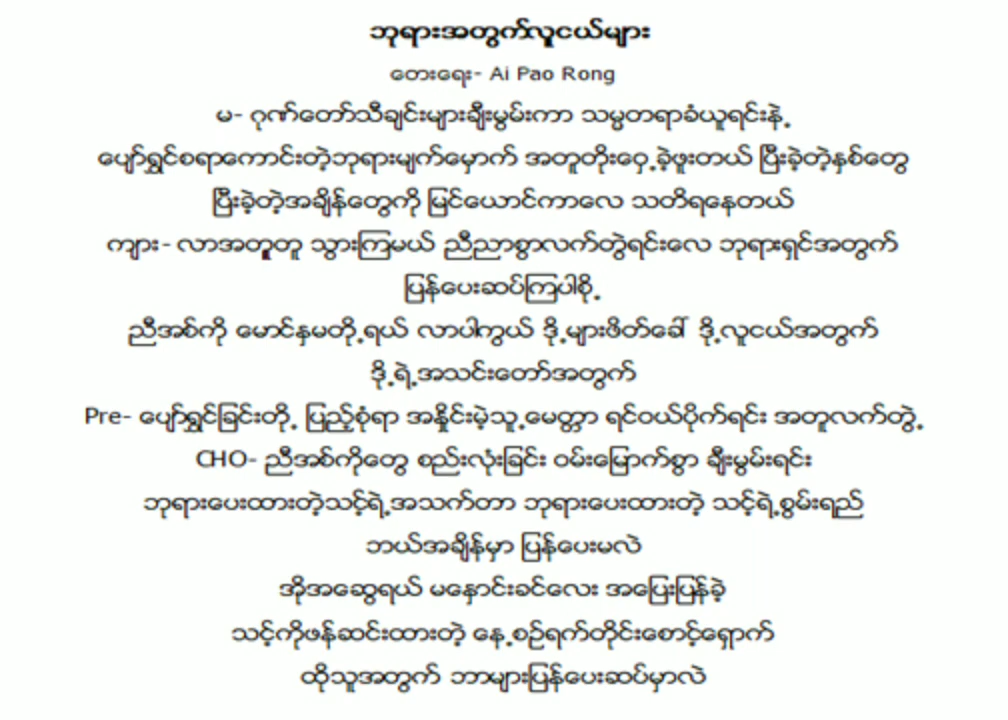 ဘုရားအတွက်လူငယ်များ
တေးရေး- Ai Pao Rong
မ- ဂုဏ်တော်သီချင်းများချီးမွမ်းကာ သမ္မတရာခံယူရင်းနဲ့
ပျော်ရွှင်စရာကောင်းတဲ့ဘုရားမျက်မှောက် အတူတိုးဝှေ့ခဲ့ဖူးတယ် ပြီးခဲ့တဲ့နှစ်တွေ
ပြီးခဲ့တဲ့အချိန်တွေကို မြင်ယောင်ကာလေ သတိရနေတယ်
ကျား- လာအတူတူ သွားကြမယ် ညီညာစွာလက်တွဲရင်းလေ ဘုရားရှင်အတွက်
ပြန်ပေးဆပ်ကြပါစို့
ညီအစ်ကို မောင်နှမတို့ရယ် လာပါကွယ် ဒို့များဖိတ်ခေါ် ဒို့လူငယ်အတွက်
ဒို့ရဲ့အသင်းတော်အတွက်
Pre- ပျော်ရွှင်ခြင်းတို့ ပြည့်စုံရာ အနှိုင်းမဲ့သူ့မေတ္တာ ရင်ဝယ်ပိုက်ရင်း အတူလက်တွဲ့
CHO- ညီအစ်ကိုတွေ စည်းလုံးခြင်း ဝမ်းမြောက်စွာ ချီးမွမ်းရင်း
ဘုရားပေးထားတဲ့သင့်ရဲ့အသက်တာ ဘုရားပေးထားတဲ့ သင့်ရဲ့စွမ်းရည်
ဘယ်အချိန်မှာ ပြန်ပေးမလဲ
အိုအဆွေရယ် မနှောင်းခင်လေး အပြေးပြန်ခဲ့
သင့်ကိုဖန်ဆင်းထားတဲ့ နေ့စဉ်ရက်တိုင်းစောင့်ရှောက်
ထိုသူအတွက် ဘာများပြန်ပေးဆပ်မှာလဲ